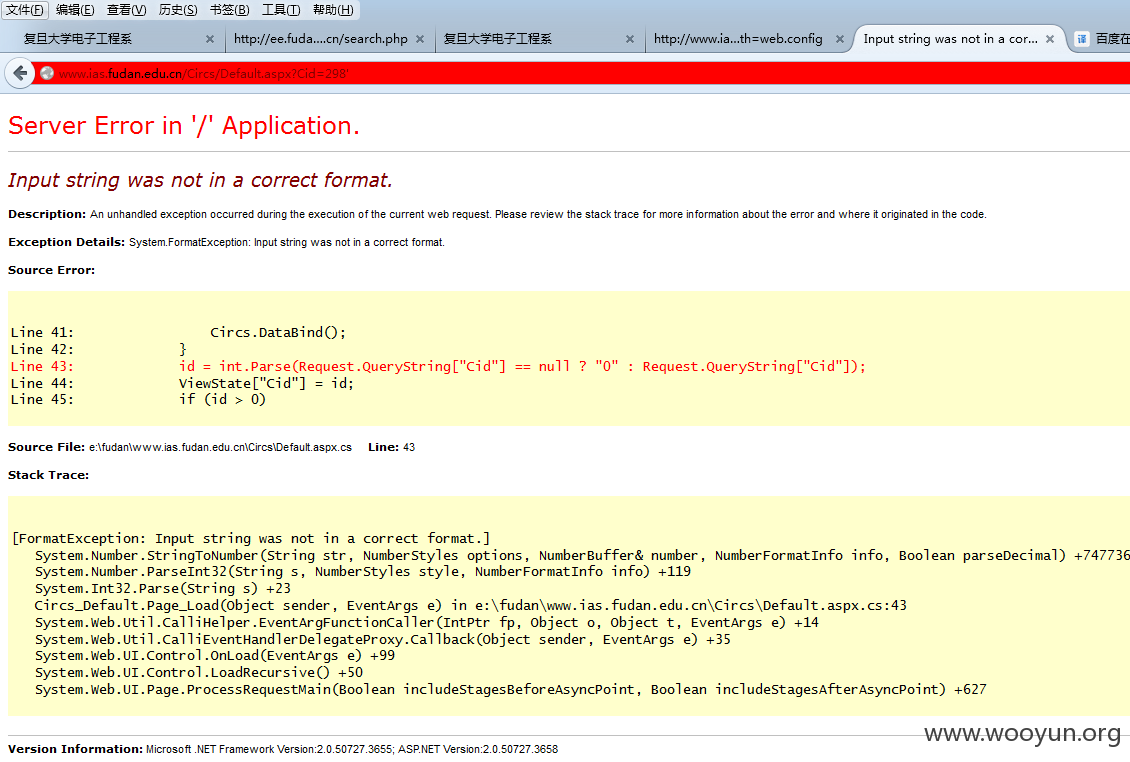 文件(F) 编辑(E) 查看(V) 历史(S) 书签(B) 工具(T) 帮助(H)
复旦大学电子工程系 × http://ee.fuda....cn/search.php × 复旦大学电子工程系 × http://www.ia...th=web.config × Input string was not in a cor... × 译 百度在
www.ias.fudan.edu.cn/Circs/Default.aspx?Cid=298'
Server Error in '/' Application.
Input string was not in a correct format.
Description: An unhandled exception occurred during the execution of the current web request. Please review the stack trace for more information about the error and where it originated in the code.
Exception Details: System.FormatException: Input string was not in a correct format.
Source Error:
Line 41: Circs.DataBind();
Line 42: }
Line 43: id = int.Parse(Request.QueryString["Cid"] == null ? "0" : Request.QueryString["Cid"]);
Line 44: ViewState["Cid"] = id;
Line 45: if (id > 0)
Source File: e:\fudan\www.ias.fudan.edu.cn\Circs\Default.aspx.cs Line: 43
Stack Trace:
[FormatException: Input string was not in a correct format.]
System.Number.StringToNumber(String str, NumberStyles options, NumberBuffer& number, NumberFormatInfo info, Boolean parseDecimal) +747736
System.Number.ParseInt32(String s, NumberStyles style, NumberFormatInfo info) +119
System.Int32.Parse(String s) +23
Circs_Default.Page_Load(Object sender, EventArgs e) in e:\fudan\www.ias.fudan.edu.cn\Circs\Default.aspx.cs:43
System.Web.Util.CalliHelper.EventArgFunctionCaller(IntPtr fp, Object o, Object t, EventArgs e) +14
System.Web.Util.CalliEventHandlerDelegateProxy.Callback(Object sender, EventArgs e) +35
System.Web.UI.Control.OnLoad(EventArgs e) +99
System.Web.UI.Control.LoadRecursive() +50
System.Web.UI.Page.ProcessRequestMain(Boolean includeStagesBeforeAsyncPoint, Boolean includeStagesAfterAsyncPoint) +627
www.wooyun.org
Version Information: Microsoft .NET Framework Version:2.0.50727.3655; ASP.NET Version:2.0.50727.3658